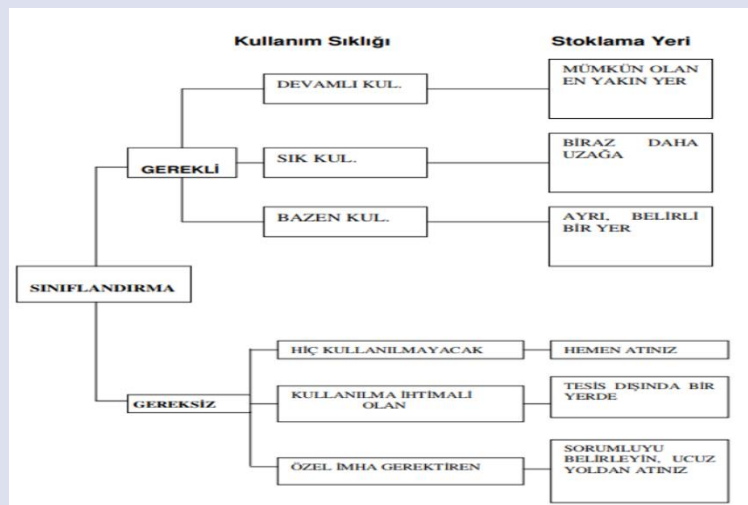 Kullanım Sıklığı
Stoklama Yeri
DEVAMLI KUL.
MÜMKÜN OLAN
EN YAKIN YER
GEREKLİ
SIK KUL.
BİRAZ DAHA
UZAĞA
BAZEN KUL.
AYRI, BELİRLİ
BİR YER
SINIFLANDIRMA
HİÇ KULLANILMAYACAK
HEMEN ATINIZ
GEREKSİZ
KULLANILMA İHTİMALİ
OLAN
TESİS DIŞINDA BİR
YERDE
ÖZEL İMHA GEREKTİREN
SORUMLUYU
BELİRLEYİN, UCUZ
YOLDAN ATINIZ